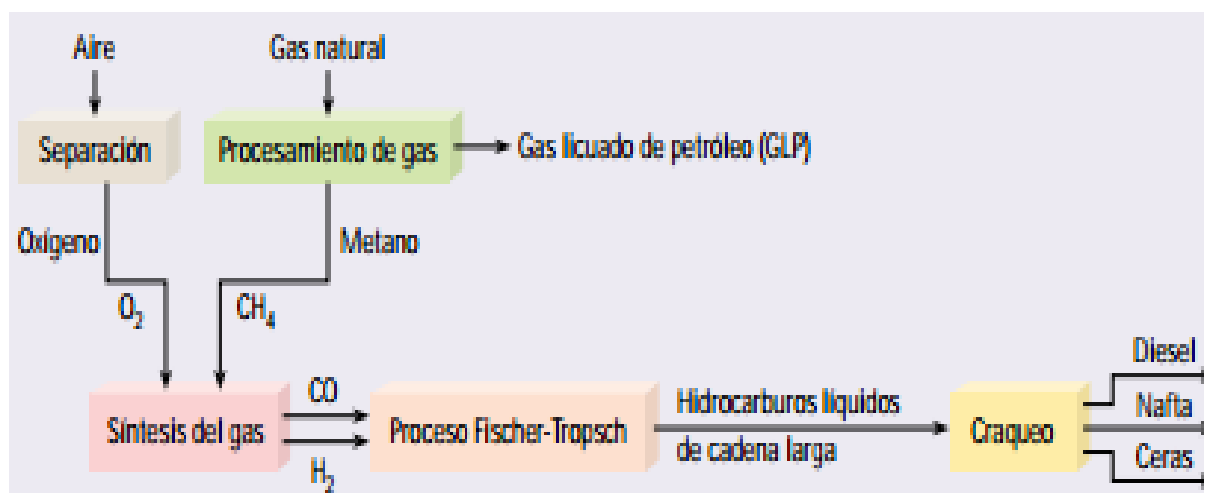 Aire
Gas natural
Separación
Procesamiento de gas
Gas licuado de petróleo (GLP)
Oxígeno
Metano
O₂
CH₄
Síntesis del gas
CO
H₂
Proceso Fischer-Tropsch
Hidrocarburos líquidos
de cadena larga
Craqueo
Diesel
Nafta
Ceras